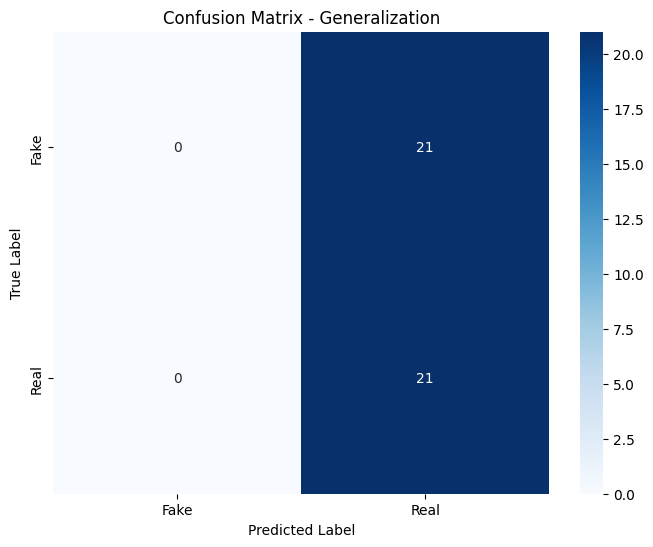 Confusion Matrix - Generalization
20.0
17.5
15.0
12.5
10.0
7.5
5.0
2.5
0.0
True Label
Fake
0
21
Real
0
21
Fake
Real
Predicted Label